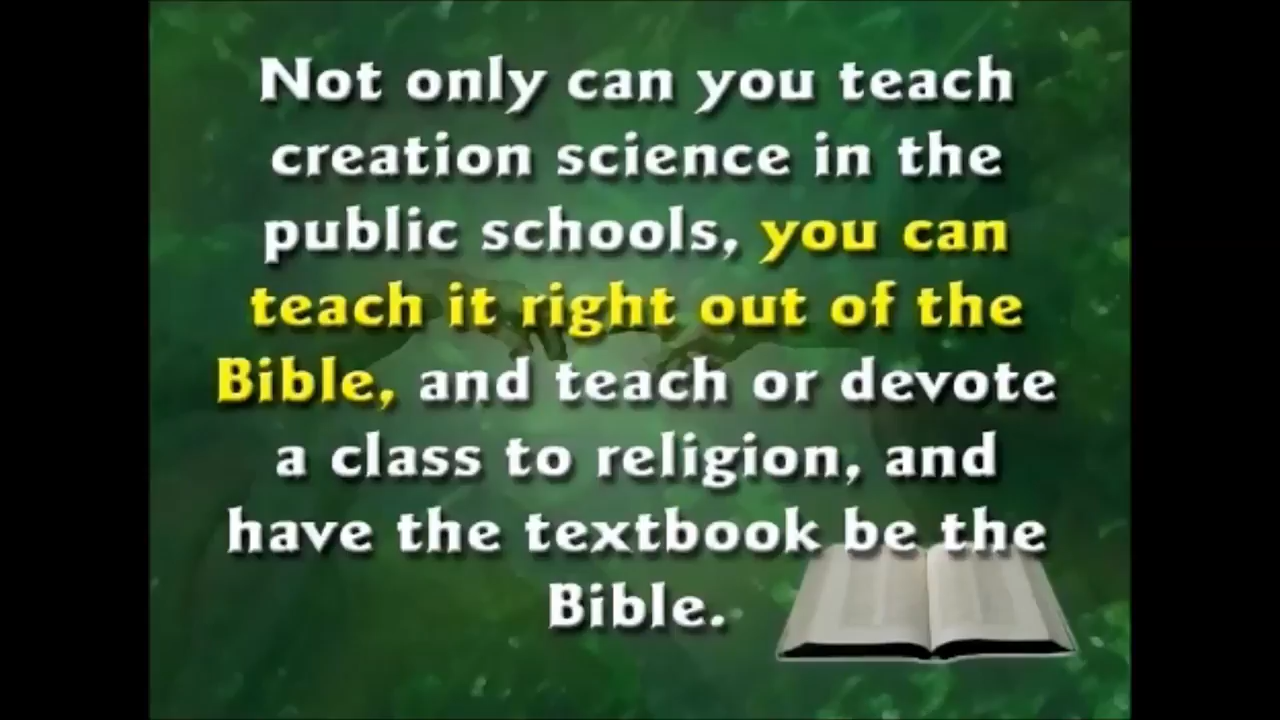 Not only can you teach
creation science in the
public schools, you can
teach it right out of the
Bible, and teach or devote
a class to religion, and
have the textbook be the
Bible.